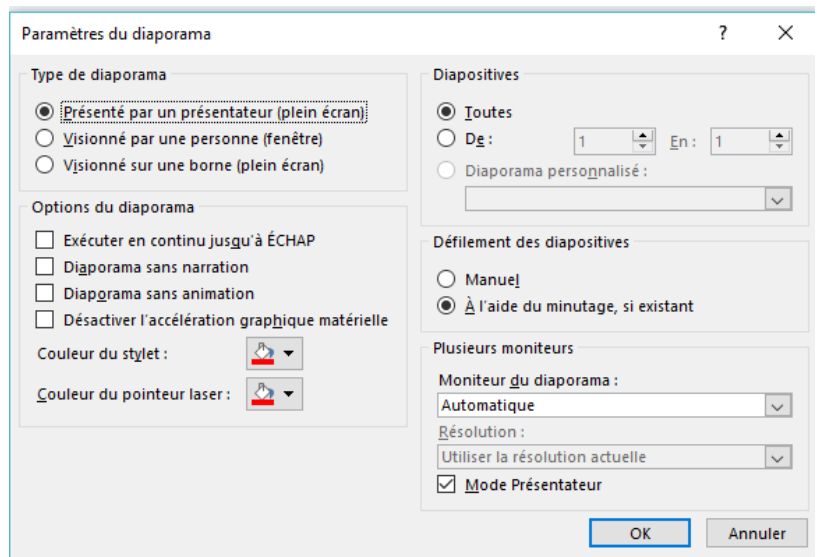 Paramètres du diaporama
?
Type de diaporama
Présenté par un présentateur (plein écran)
Visionné par une personne (fenêtre)
Visionné sur une borne (plein écran)
Options du diaporama
Exécuter en continu jusqu'à ÉCHAP
Diaporama sans narration
Diaporama sans animation
Désactiver l'accélération graphique matérielle
Couleur du stylet :
Couleur du pointeur laser :
Diapositives
Toutes
De : 1 En : 1
Diaporama personnalisé :
Défilement des diapositives
Manuel
À l'aide du minutage, si existant
Plusieurs moniteurs
Moniteur du diaporama :
Automatique
Résolution :
Utiliser la résolution actuelle
Mode Présentateur
OK Annuler